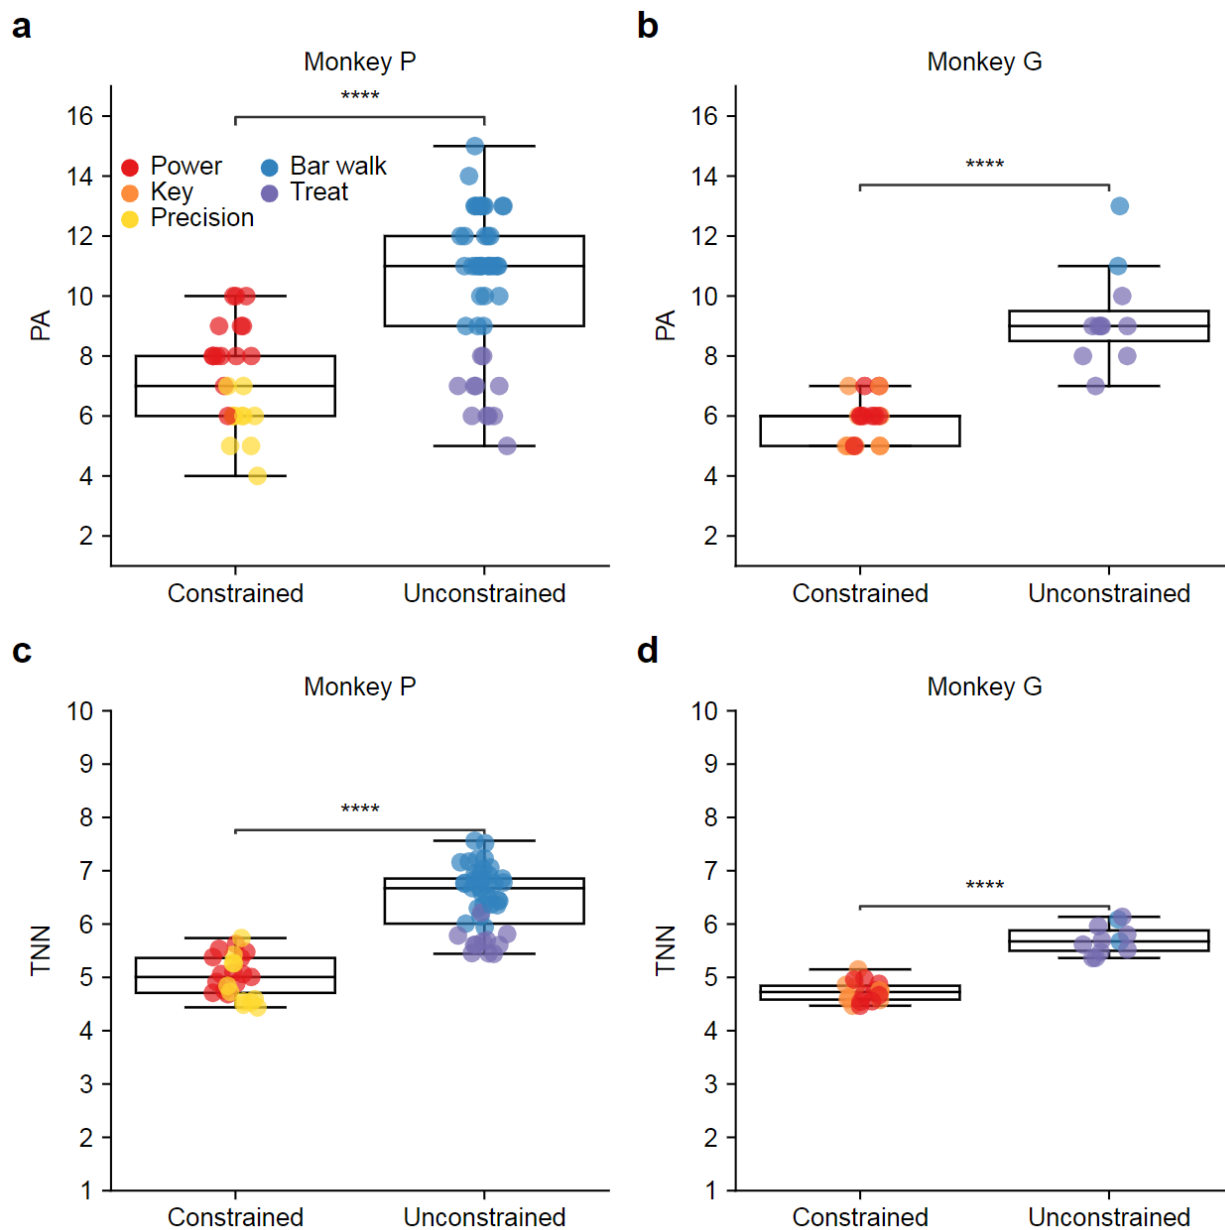 a
Monkey P
****
Power
Bar walk
Key
Treat
Precision
PA
16
14
12
10
8
6
4
2
Constrained
Unconstrained
b
Monkey G
****
PA
16
14
12
10
8
6
4
2
Constrained
Unconstrained
c
Monkey P
****
TNN
10
9
8
7
6
5
4
3
2
1
Constrained
Unconstrained
d
Monkey G
****
TNN
10
9
8
7
6
5
4
3
2
1
Constrained
Unconstrained